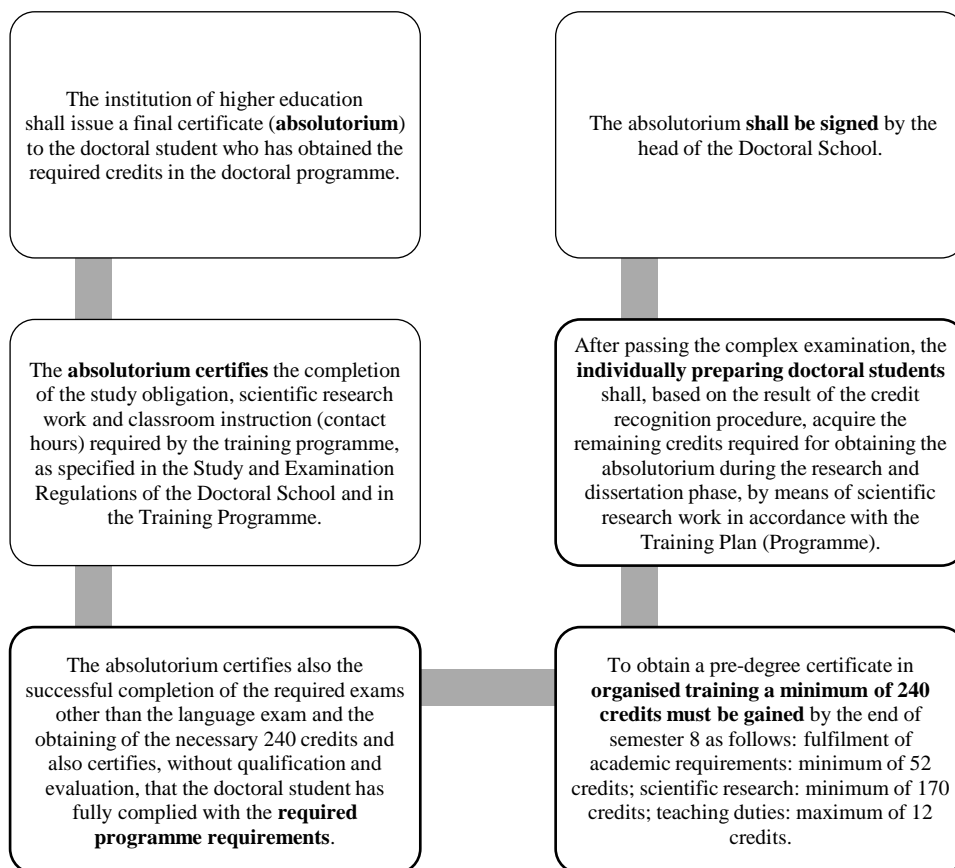 The institution of higher education
shall issue a final certificate (absolutorium)
to the doctoral student who has obtained the
required credits in the doctoral programme.
The absolutorium certifies the completion
of the study obligation, scientific research
work and classroom instruction (contact
hours) required by the training programme,
as specified in the Study and Examination
Regulations of the Doctoral School and in
the Training Programme.
The absolutorium certifies also the
successful completion of the required exams
other than the language exam and the
obtaining of the necessary 240 credits and
also certifies, without qualification and
evaluation, that the doctoral student has
fully complied with the required
programme requirements.
To obtain a pre-degree certificate in
organised training a minimum of 240
credits must be gained by the end of
semester 8 as follows: fulfilment of
academic requirements: minimum of 52
credits; scientific research: minimum of 170
credits; teaching duties: maximum of 12
credits.
After passing the complex examination, the
individually preparing doctoral students
shall, based on the result of the credit
recognition procedure, acquire the
remaining credits required for obtaining the
absolutorium during the research and
dissertation phase, by means of scientific
research work in accordance with the
Training Plan (Programme).
The absolutorium shall be signed by the
head of the Doctoral School.